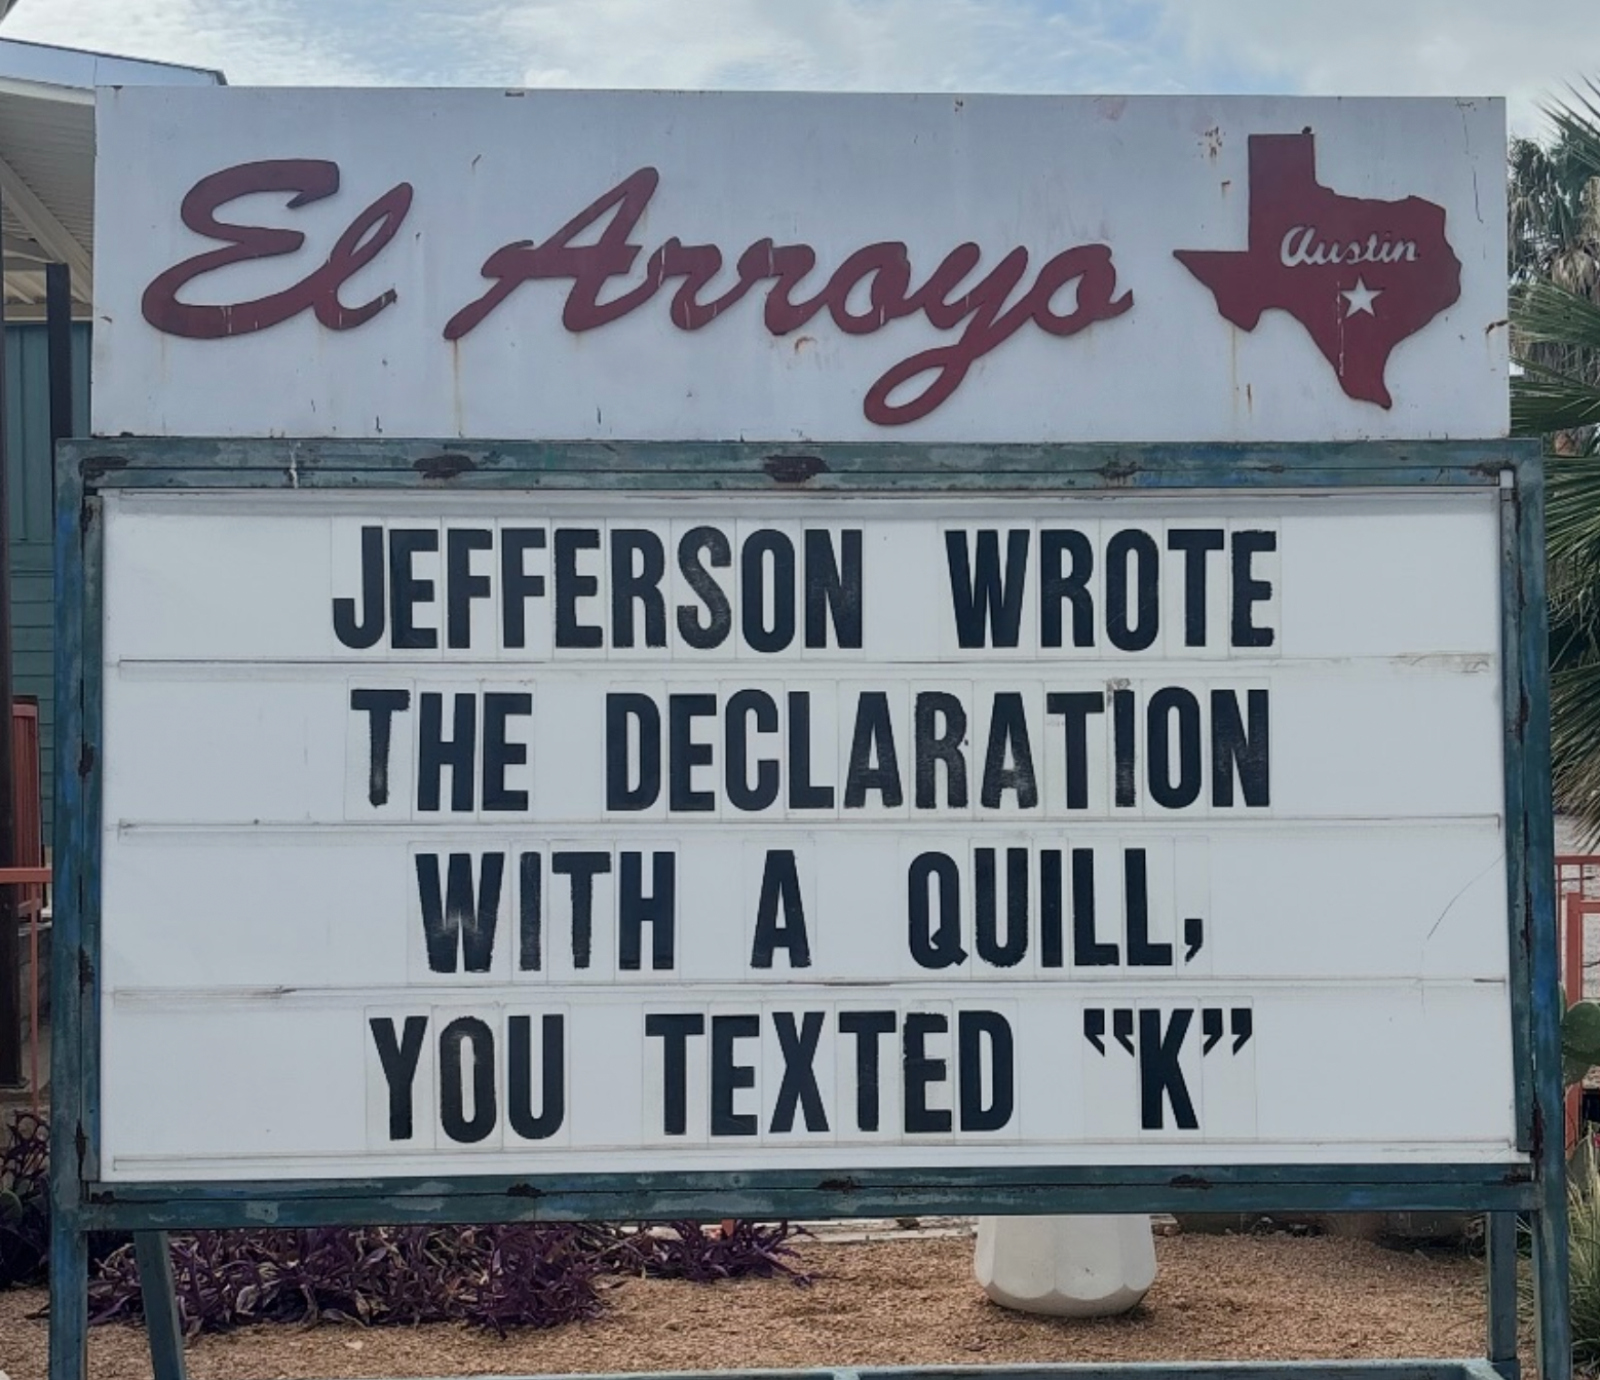 El Arroyo
Austin
JEFFERSON WROTE
THE DECLARATION
WITH A QUILL,
YOU TEXTED “K”